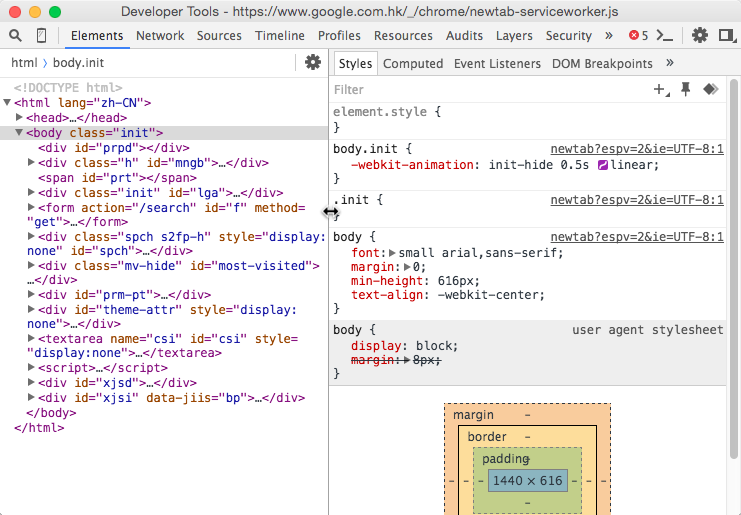 Developer Tools - https://www.google.com.hk/_/chrome/newtab-serviceworker.js
Elements Network Sources Timeline Profiles Resources Audits Layers Security » 5
html body.init
<!DOCTYPE html>
<html lang="zh-CN">
<head>…</head>
<body class="init">
<div id="prpd"></div>
<div class="h" id="mngb">…</div>
<span id="prt"></span>
<div class="init" id="lga">…</div>
<form action="/search" id="f" method=
"get">…</form>
<div class="spch s2fp-h" style="display:
none" id="spch">…</div>
<div class="mv-hide" id="most-visited">
…</div>
<div id="prm-pt">…</div>
<div id="theme-attr" style="display:
none">…</div>
<textarea name="csi" id="csi" style=
"display:none">…</textarea>
<script>…</script>
<div id="xjsd">…</div>
<div id="xjsi" data-jiis="bp">…</div>
</body>
</html>
Styles Computed Event Listeners DOM Breakpoints »
Filter
element.style {
}
body.init { newtab?espv=2&ie=UTF-8:1
-webkit-animation: init-hide 0.5s linear;
}
.init { newtab?espv=2&ie=UTF-8:1
}
body { newtab?espv=2&ie=UTF-8:1
font: small arial,sans-serif;
margin: 0;
min-height: 616px;
text-align: -webkit-center;
}
body { user agent stylesheet
display: block;
margin: 8px;
}
margin -
border -
padding -
- - - 1440 × 616 - - -
-